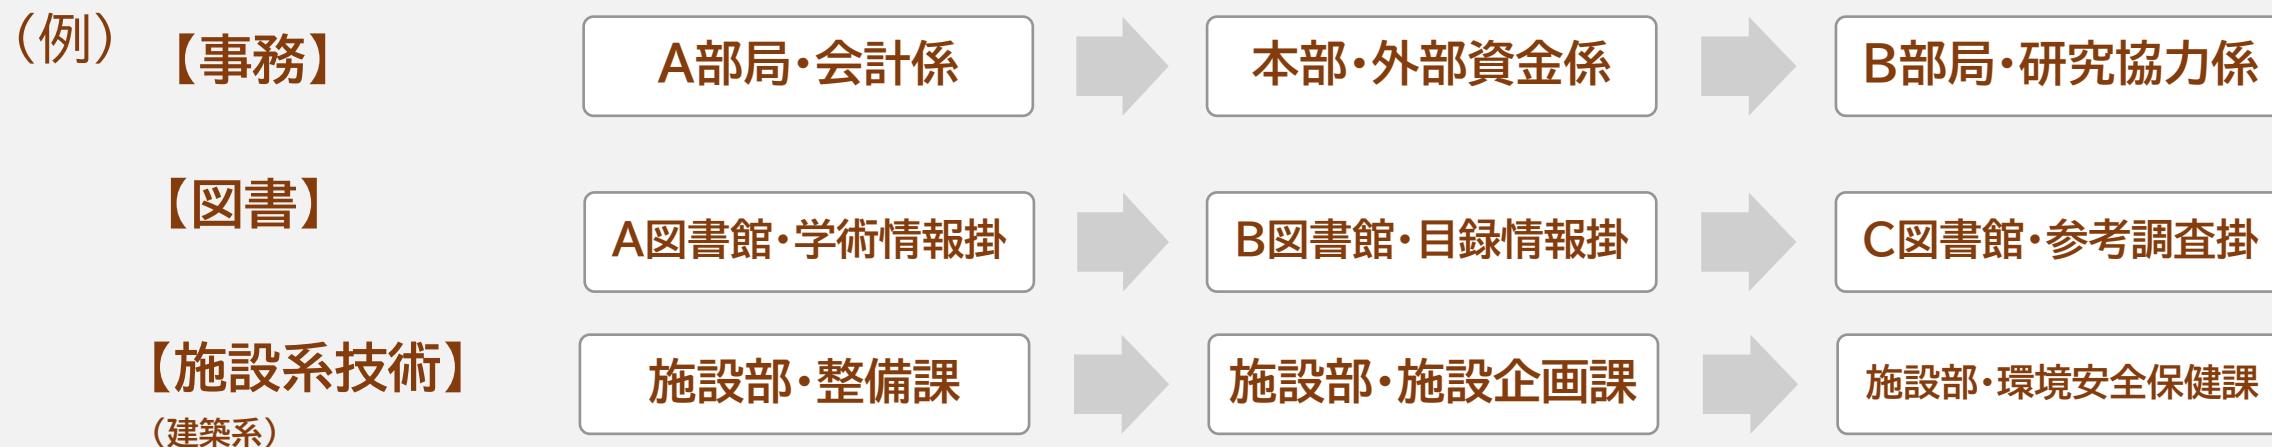 （例） 【事務】 A部局・会計係 本部・外部資金係 B部局・研究協力係
【図書】 A図書館・学術情報掛 B図書館・目録情報掛 C図書館・参考調査掛
【施設系技術】 施設部・整備課 施設部・施設企画課 施設部・環境安全保健課
（建築系）